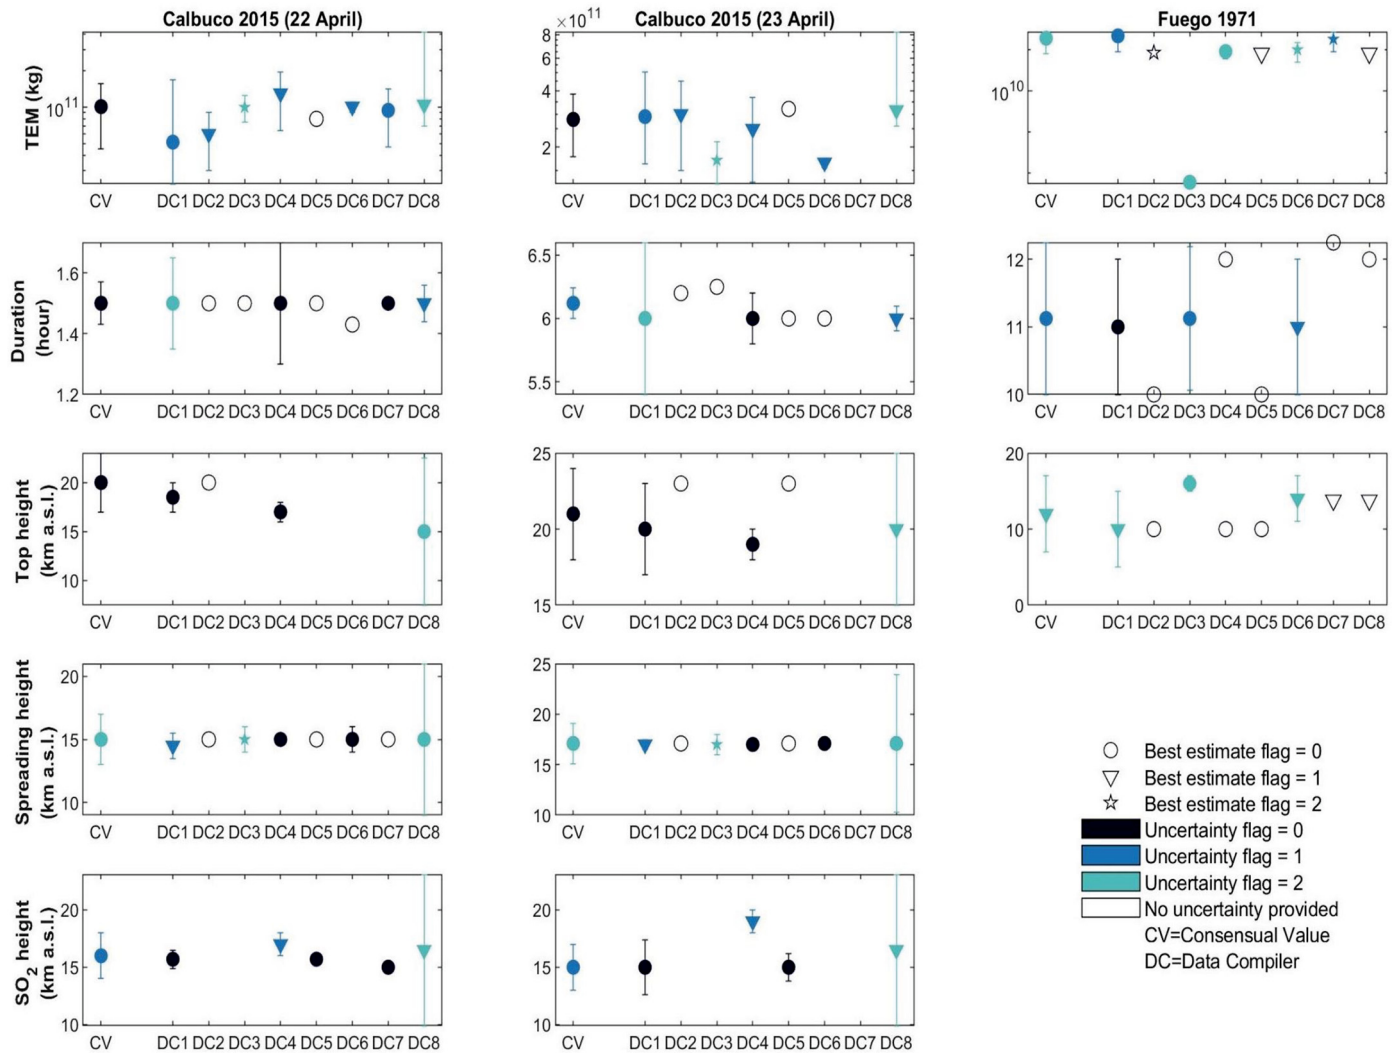 Calbuco 2015 (22 April)
Calbuco 2015 (23 April)
Fuego 1971
TEM (kg)
10¹¹
CV DC1 DC2 DC3 DC4 DC5 DC6 DC7 DC8
×10¹¹
8
6
4
2
CV DC1 DC2 DC3 DC4 DC5 DC6 DC7 DC8
10¹⁰
CV DC1 DC2 DC3 DC4 DC5 DC6 DC7 DC8
Duration
(hour)
1.6
1.4
1.2
CV DC1 DC2 DC3 DC4 DC5 DC6 DC7 DC8
6.5
6
5.5
CV DC1 DC2 DC3 DC4 DC5 DC6 DC7 DC8
12
11
10
CV DC1 DC2 DC3 DC4 DC5 DC6 DC7 DC8
Top height
(km a.s.l.)
20
15
10
CV DC1 DC2 DC3 DC4 DC5 DC6 DC7 DC8
25
20
15
CV DC1 DC2 DC3 DC4 DC5 DC6 DC7 DC8
20
10
0
CV DC1 DC2 DC3 DC4 DC5 DC6 DC7 DC8
Spreading height
(km a.s.l.)
20
15
10
CV DC1 DC2 DC3 DC4 DC5 DC6 DC7 DC8
25
20
15
10
CV DC1 DC2 DC3 DC4 DC5 DC6 DC7 DC8
SO₂ height
(km a.s.l.)
20
15
10
CV DC1 DC2 DC3 DC4 DC5 DC6 DC7 DC8
20
15
10
CV DC1 DC2 DC3 DC4 DC5 DC6 DC7 DC8
Best estimate flag = 0
Best estimate flag = 1
Best estimate flag = 2
Uncertainty flag = 0
Uncertainty flag = 1
Uncertainty flag = 2
No uncertainty provided
CV=Consensual Value
DC=Data Compiler